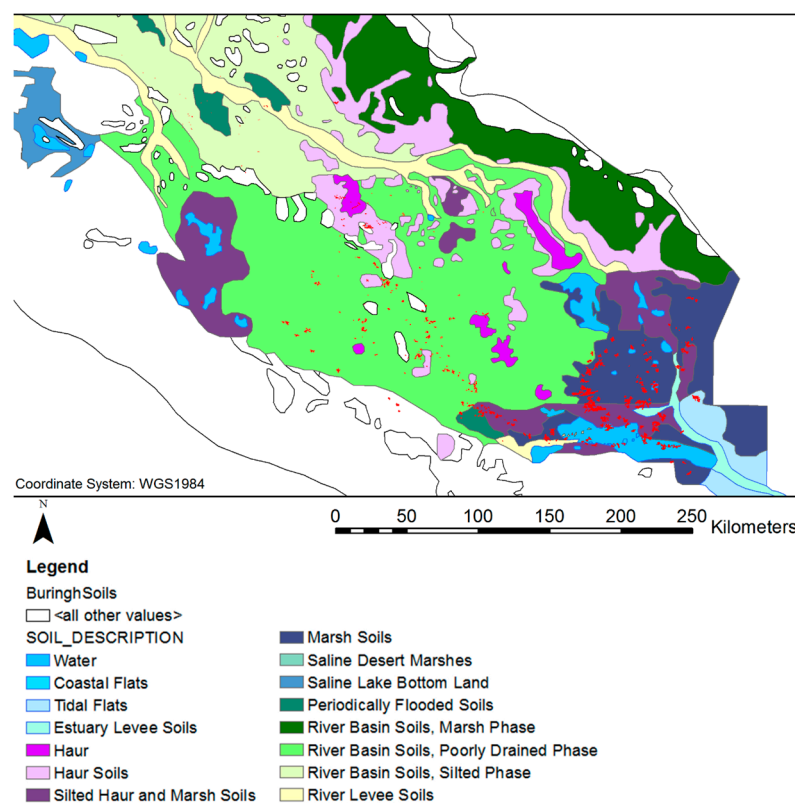 Coordinate System: WGS1984
N
0 50 100 150 200 250 Kilometers
Legend
BuringhSoils
<all other values>
SOIL_DESCRIPTION
Water
Coastal Flats
Tidal Flats
Estuary Levee Soils
Haur
Haur Soils
Silted Haur and Marsh Soils
Marsh Soils
Saline Desert Marshes
Saline Lake Bottom Land
Periodically Flooded Soils
River Basin Soils, Marsh Phase
River Basin Soils, Poorly Drained Phase
River Basin Soils, Silted Phase
River Levee Soils